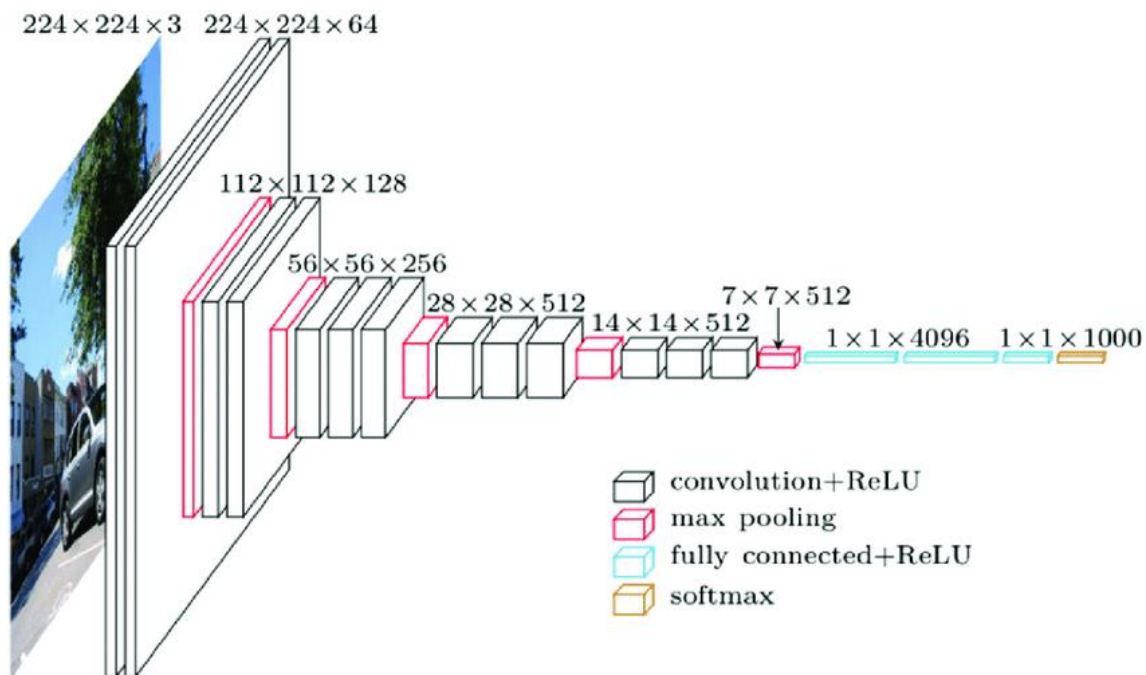 224 × 224 × 3
224 × 224 × 64
112 × 112 × 128
56 × 56 × 256
28 × 28 × 512
14 × 14 × 512
7 × 7 × 512
1 × 1 × 4096
1 × 1 × 1000
convolution+ReLU
max pooling
fully connected+ReLU
softmax